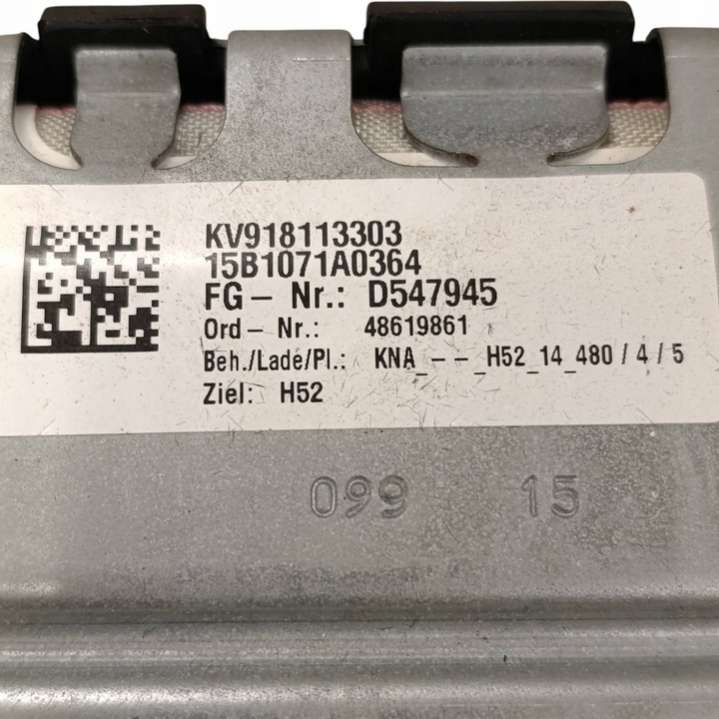 KV918113303
15B1071A0364
FG - Nr.: D547945
Ord - Nr.: 48619861
Beh./Lade/Pl.: KNA_--_H52_14_480/4/5
Ziel: H52
099 15